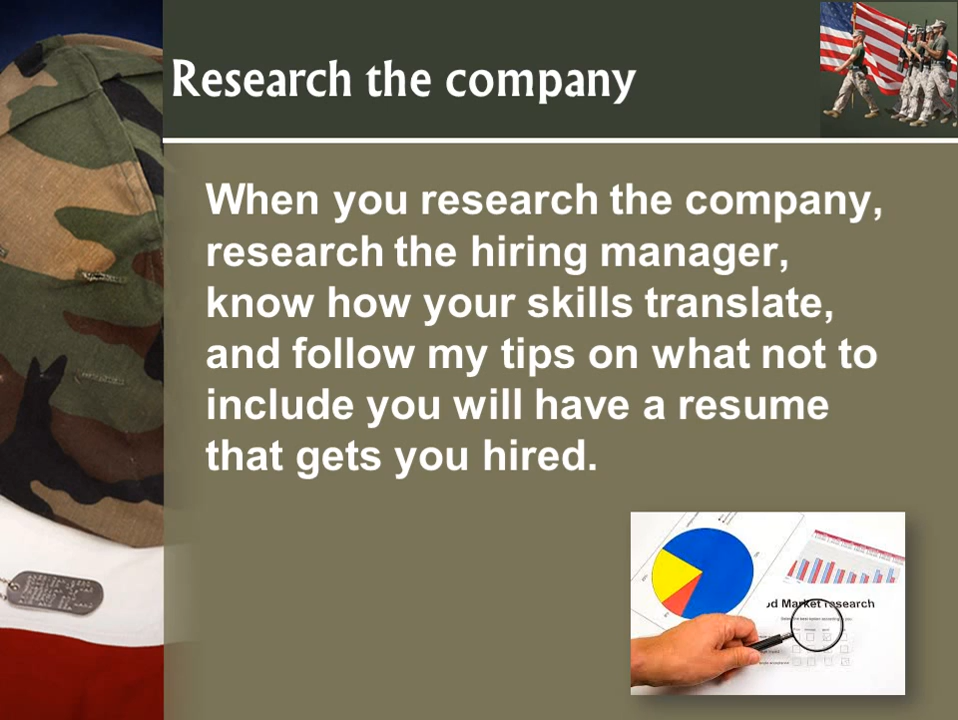 Research the company
When you research the company,
research the hiring manager,
know how your skills translate,
and follow my tips on what not to
include you will have a resume
that gets you hired.
Market research